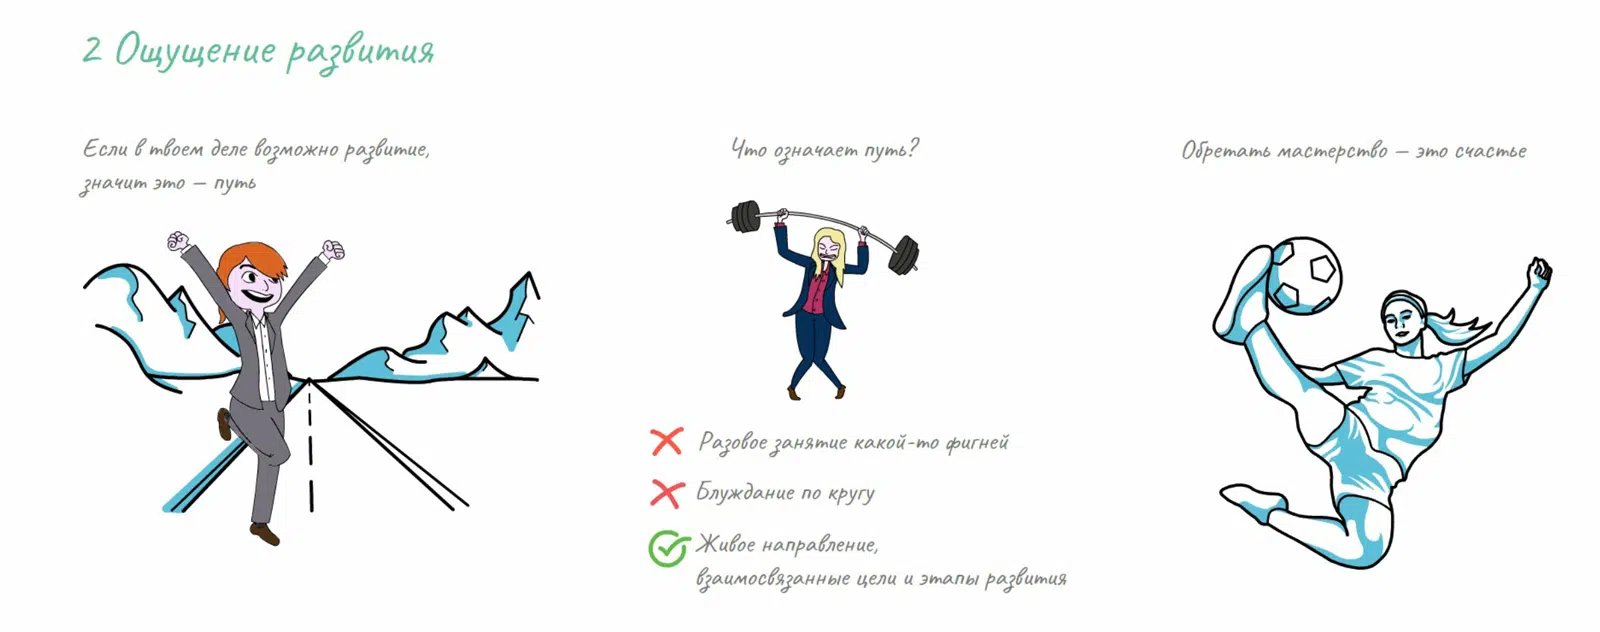 2 Ощущение развития
Если в твоем деле возможно развитие,
значит это — путь
Что означает путь?
Разовое занятие какой-то фигней
Блуждание по кругу
Живое направление,
взаимосвязанные цели и этапы развития
Обретать мастерство — это счастье